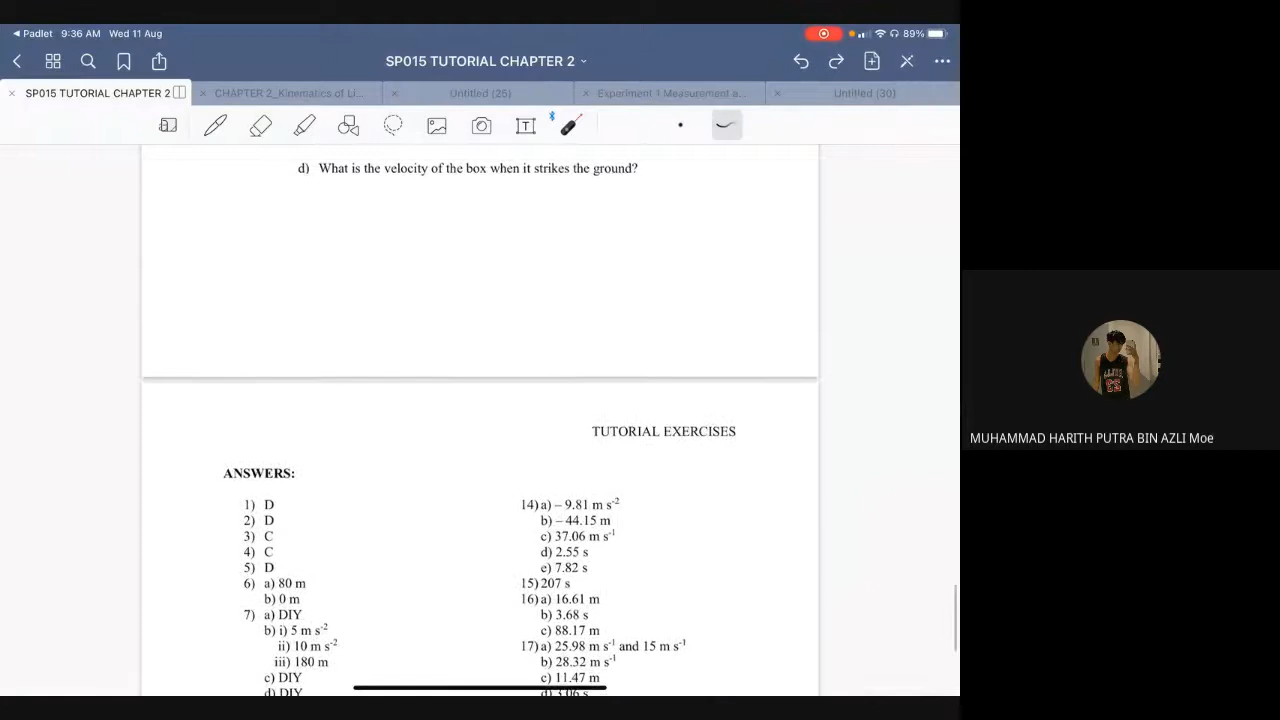 Padlet 9:36 AM Wed 11 Aug 89%
SP015 TUTORIAL CHAPTER 2
SP015 TUTORIAL CHAPTER 2
CHAPTER 2_Kinematics of Li...
Untitled (25)
Experiment 1 Measurement a...
Untitled (30)
d) What is the velocity of the box when it strikes the ground?
TUTORIAL EXERCISES
ANSWERS:
1) D
2) D
3) C
4) C
5) D
6) a) 80 m
b) 0 m
7) a) DIY
b) i) 5 m s⁻²
ii) 10 m s⁻²
iii) 180 m
c) DIY
d) DIY
14) a) – 9.81 m s⁻²
b) – 44.15 m
c) 37.06 m s⁻¹
d) 2.55 s
e) 7.82 s
15) 207 s
16) a) 16.61 m
b) 3.68 s
c) 88.17 m
17) a) 25.98 m s⁻¹ and 15 m s⁻¹
b) 28.32 m s⁻¹
c) 11.47 m
d) 3.06 s
MUHAMMAD HARITH PUTRA BIN AZLI Moe